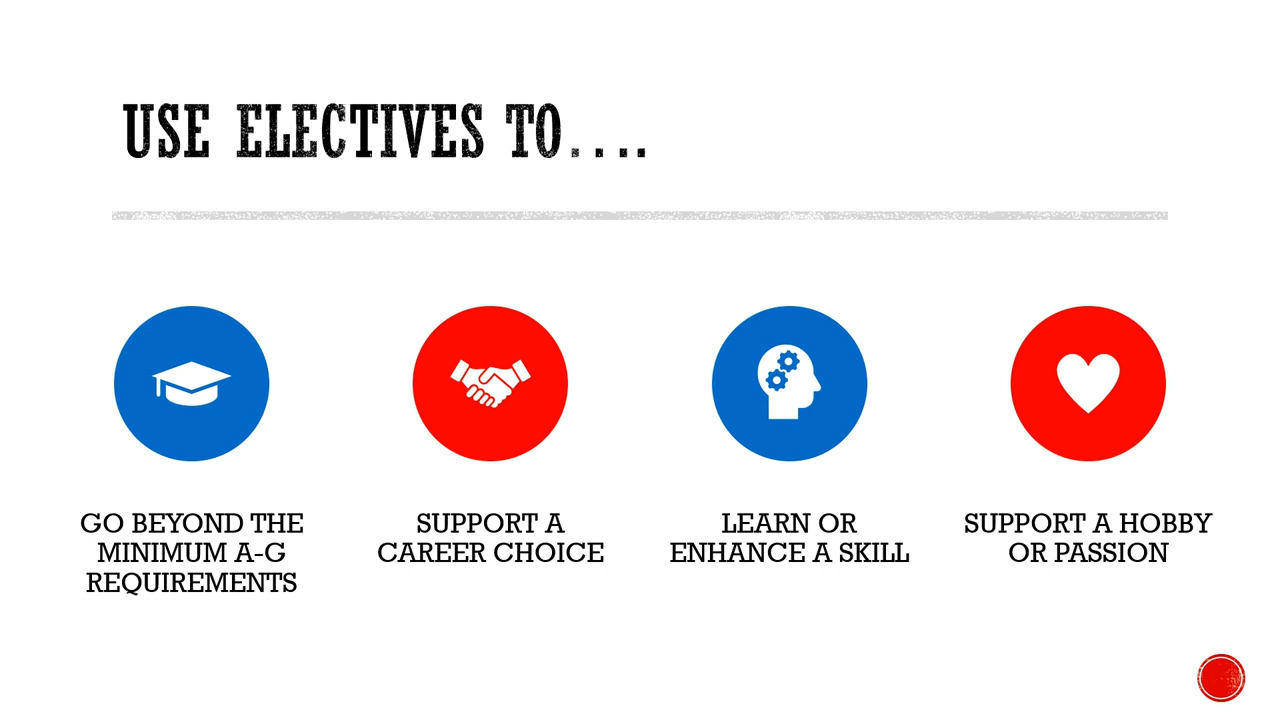 USE ELECTIVES TO....
GO BEYOND THE
MINIMUM A-G
REQUIREMENTS
SUPPORT A
CAREER CHOICE
LEARN OR
ENHANCE A SKILL
SUPPORT A HOBBY
OR PASSION